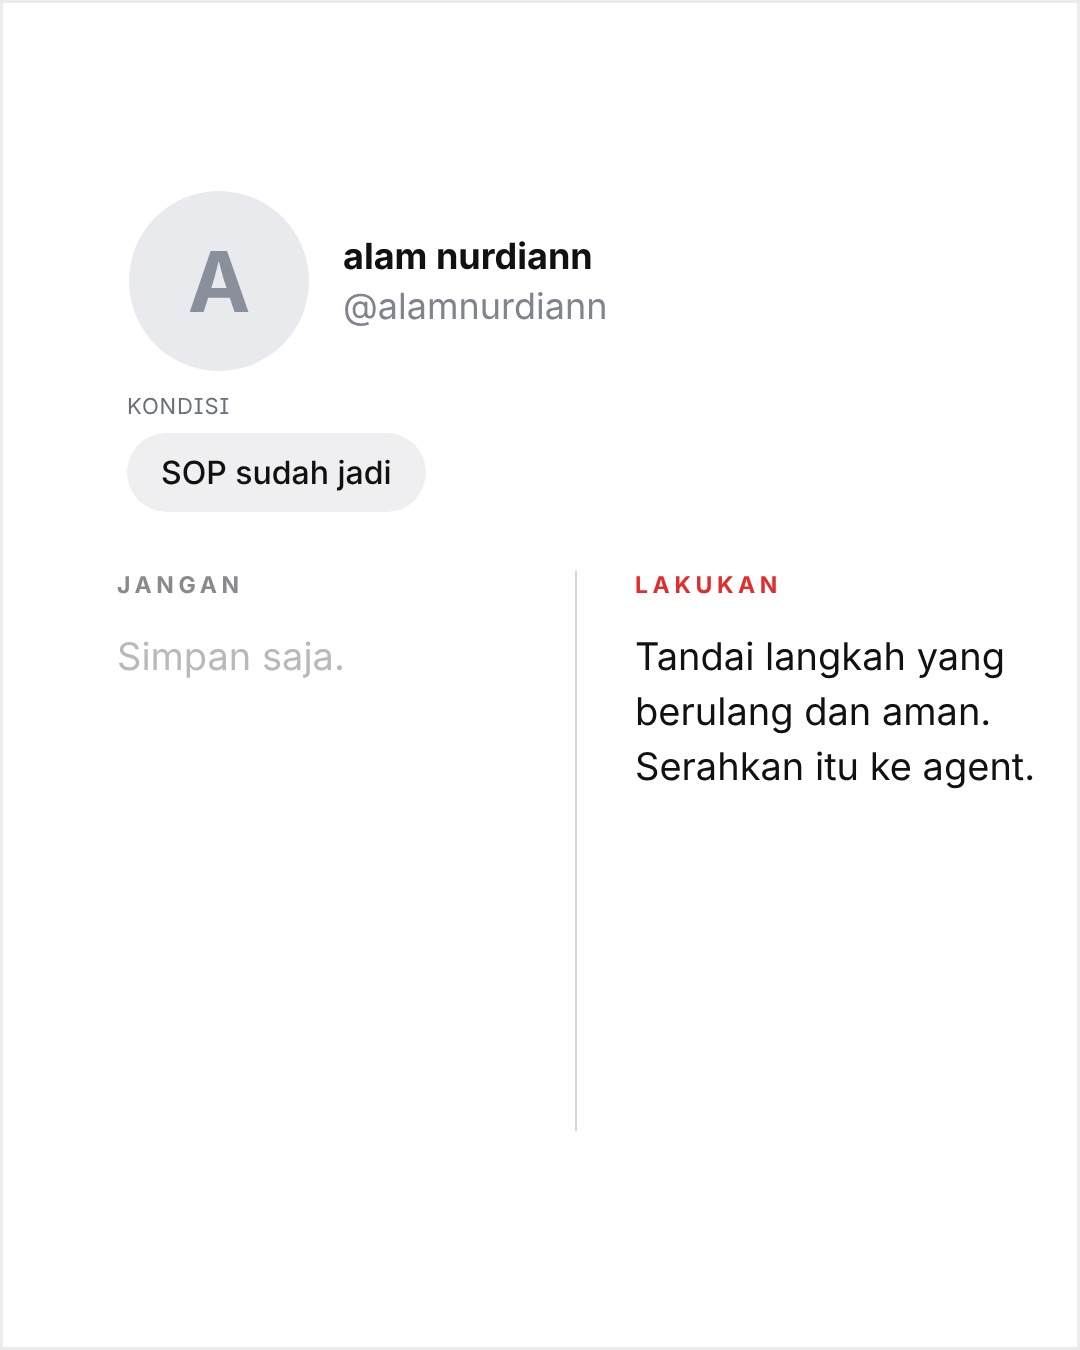 A
alam nurdiann
@alamnurdiann
KONDISI
SOP sudah jadi
JANGAN
Simpan saja.
LAKUKAN
Tandai langkah yang
berulang dan aman.
Serahkan itu ke agent.